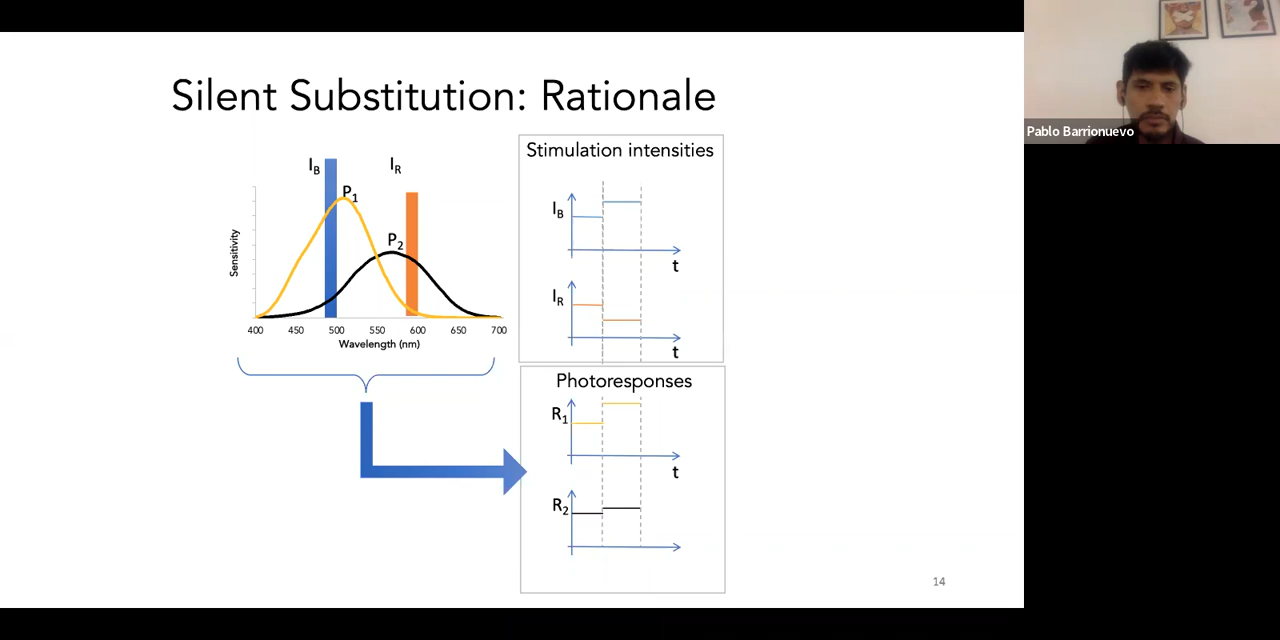 Silent Substitution: Rationale
Pablo Barrionuevo
Stimulation intensities
I_B
I_R
P_1
P_2
Sensitivity
400 450 500 550 600 650 700
Wavelength (nm)
I_B
t
I_R
t
Photoresponses
R_1
t
R_2
14